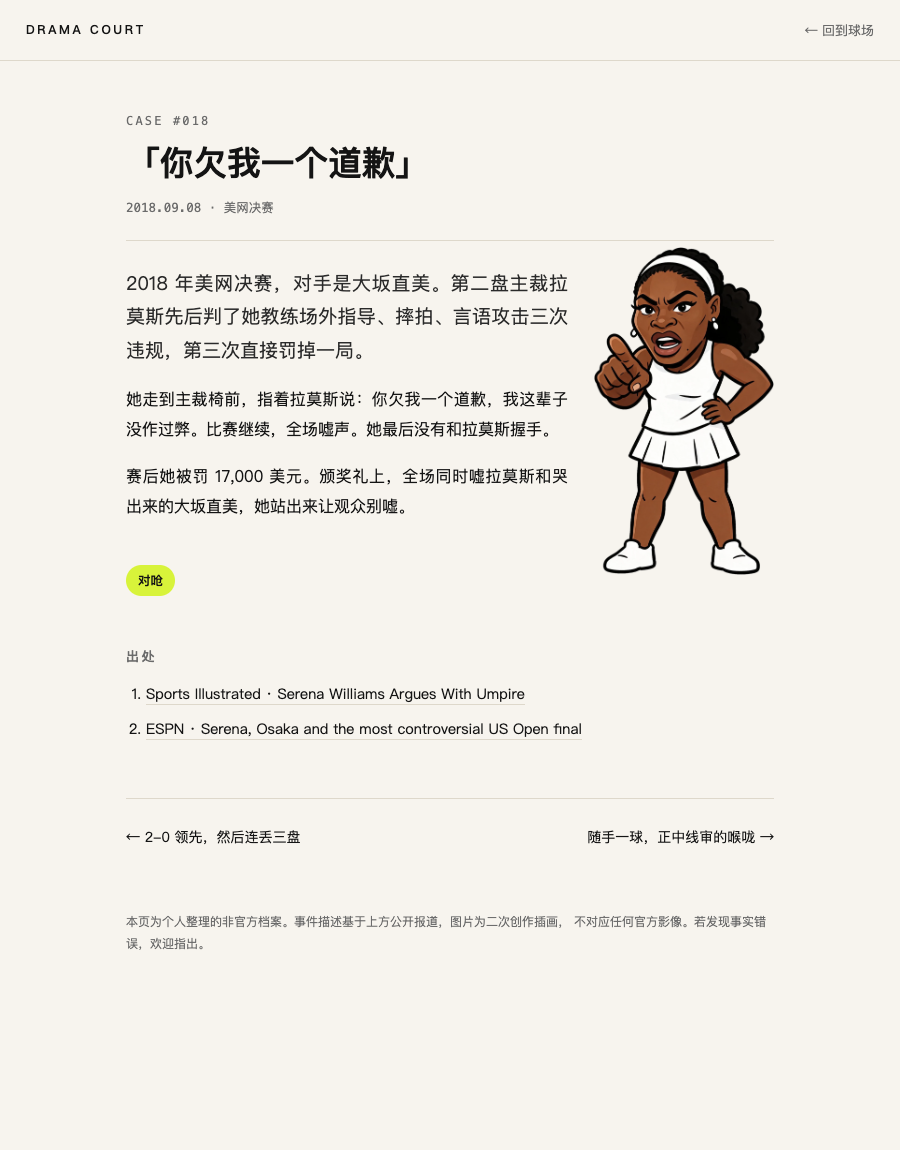 DRAMA COURT
← 回到球场
CASE #018
「你欠我一个道歉」
2018.09.08 · 美网决赛
2018 年美网决赛，对手是大坂直美。第二盘主裁拉
莫斯先后判了她教练场外指导、摔拍、言语攻击三次
违规，第三次直接罚掉一局。
她走到主裁椅前，指着拉莫斯说：你欠我一个道歉，我这辈子
没作过弊。比赛继续，全场嘘声。她最后没有和拉莫斯握手。
赛后她被罚 17,000 美元。颁奖礼上，全场同时嘘拉莫斯和哭
出来的大坂直美，她站出来让观众别嘘。
对呛
出处
1. Sports Illustrated · Serena Williams Argues With Umpire
2. ESPN · Serena, Osaka and the most controversial US Open final
← 2–0 领先，然后连丢三盘
随手一球，正中线审的喉咙 →
本页为个人整理的非官方档案。事件描述基于上方公开报道，图片为二次创作插画， 不对应任何官方影像。若发现事实错
误，欢迎指出。